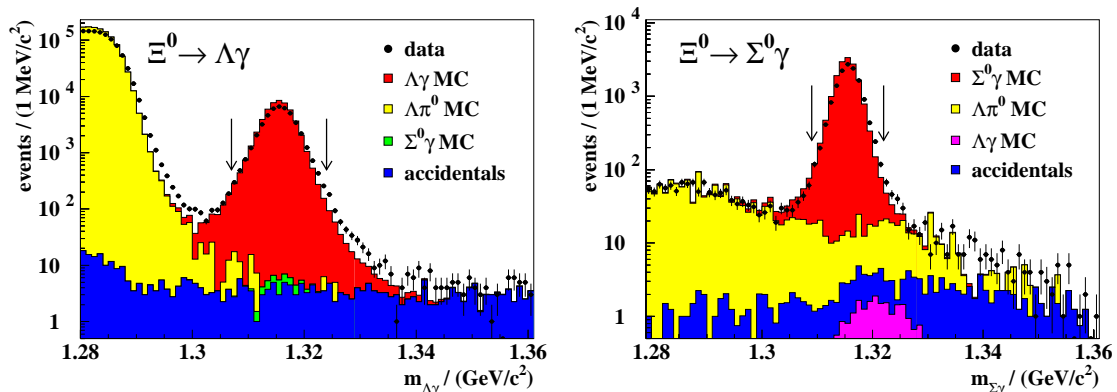 Ξ⁰→ Λγ
data
Λγ MC
Λπ⁰ MC
Σ⁰γ MC
accidentals
events / (1 MeV/c²)
10⁵
10⁴
10³
10²
10
1
1.28 1.3 1.32 1.34 1.36
m_Λγ / (GeV/c²)
Ξ⁰→ Σ⁰γ
data
Σ⁰γ MC
Λπ⁰ MC
Λγ MC
accidentals
events / (1 MeV/c²)
10⁴
10³
10²
10
1
1.28 1.3 1.32 1.34 1.36
m_Σγ / (GeV/c²)